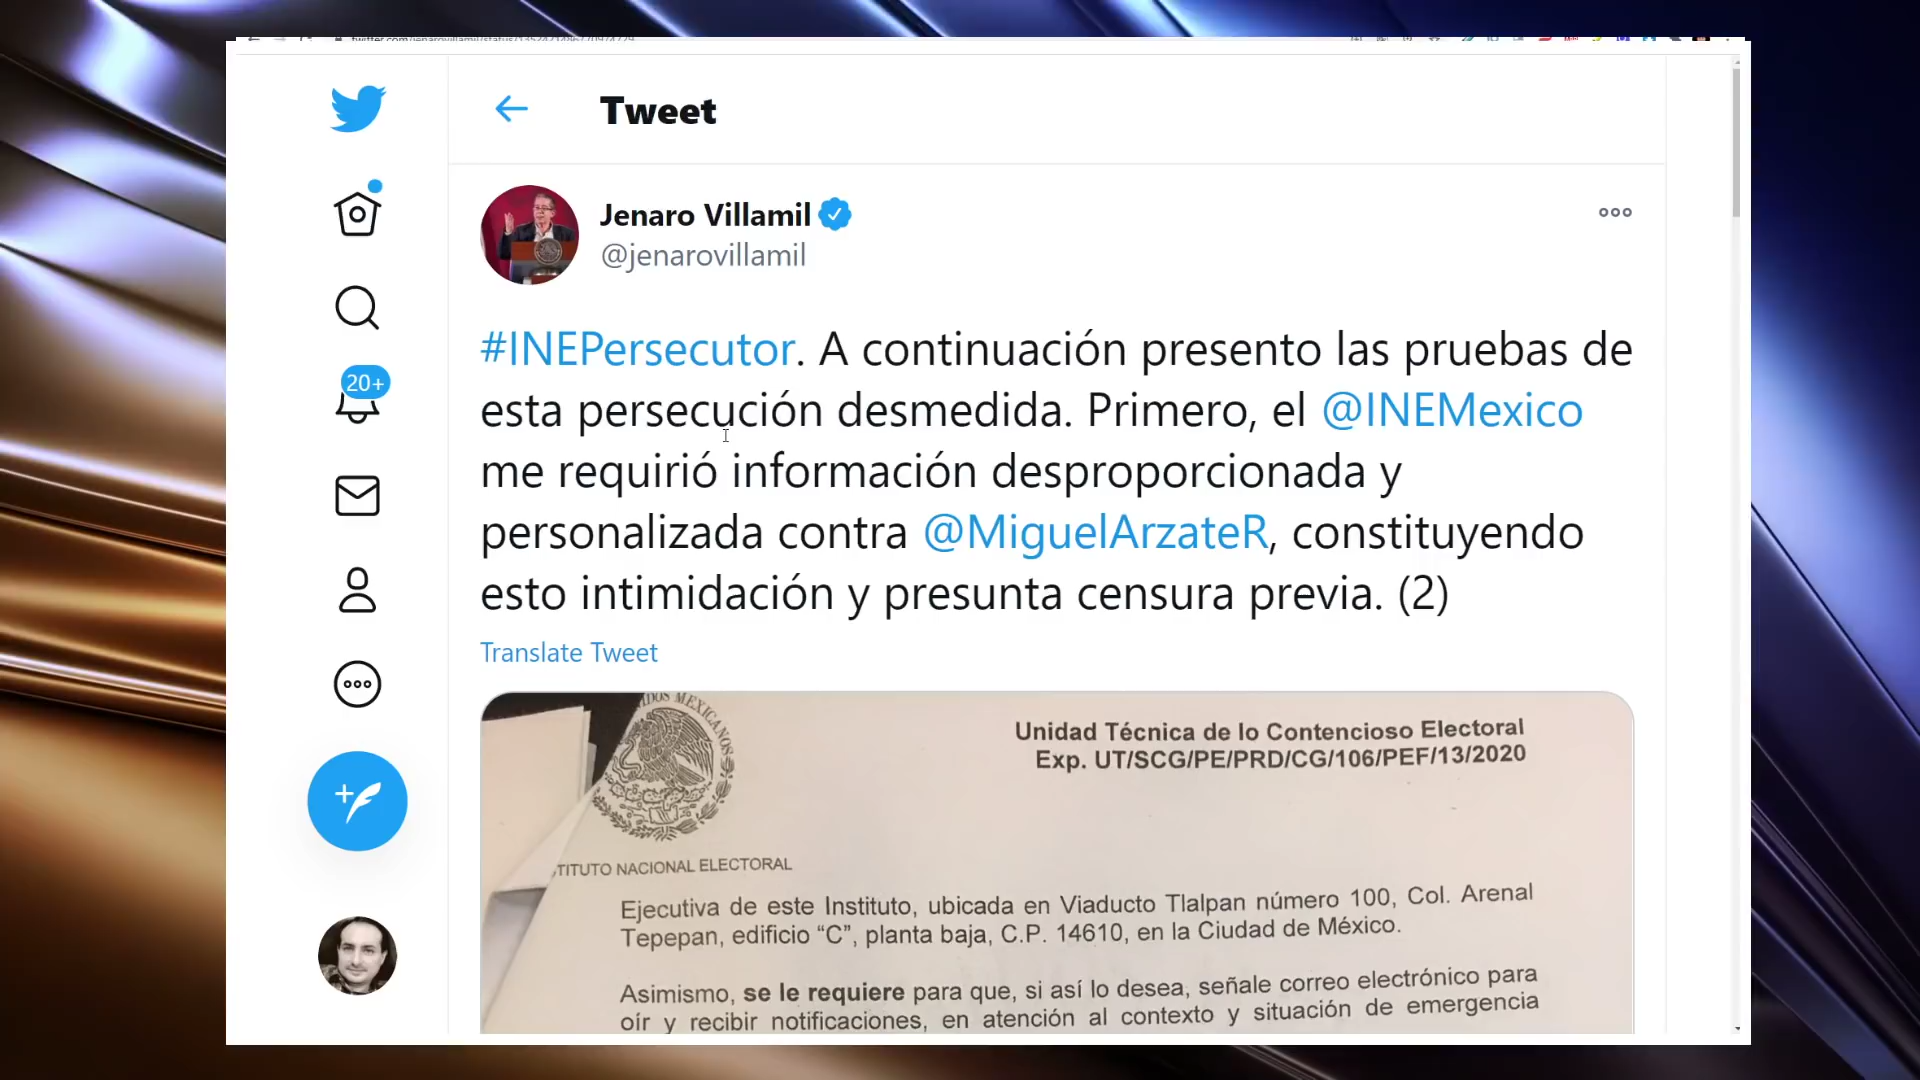 Tweet
Jenaro Villamil
@jenarovillamil
20+
#INEPersecutor. A continuación presento las pruebas de
esta persecución desmedida. Primero, el @INEMexico
me requirió información desproporcionada y
personalizada contra @MiguelArzateR, constituyendo
esto intimidación y presunta censura previa. (2)
Translate Tweet
Unidad Técnica de lo Contencioso Electoral
Exp. UT/SCG/PE/PRD/CG/106/PEF/13/2020
TITUTO NACIONAL ELECTORAL
Ejecutiva de este Instituto, ubicada en Viaducto Tlalpan número 100, Col. Arenal
Tepepan, edificio “C”, planta baja, C.P. 14610, en la Ciudad de México.
Asimismo, se le requiere para que, si así lo desea, señale correo electrónico para
oír y recibir notificaciones, en atención al contexto y situación de emergencia